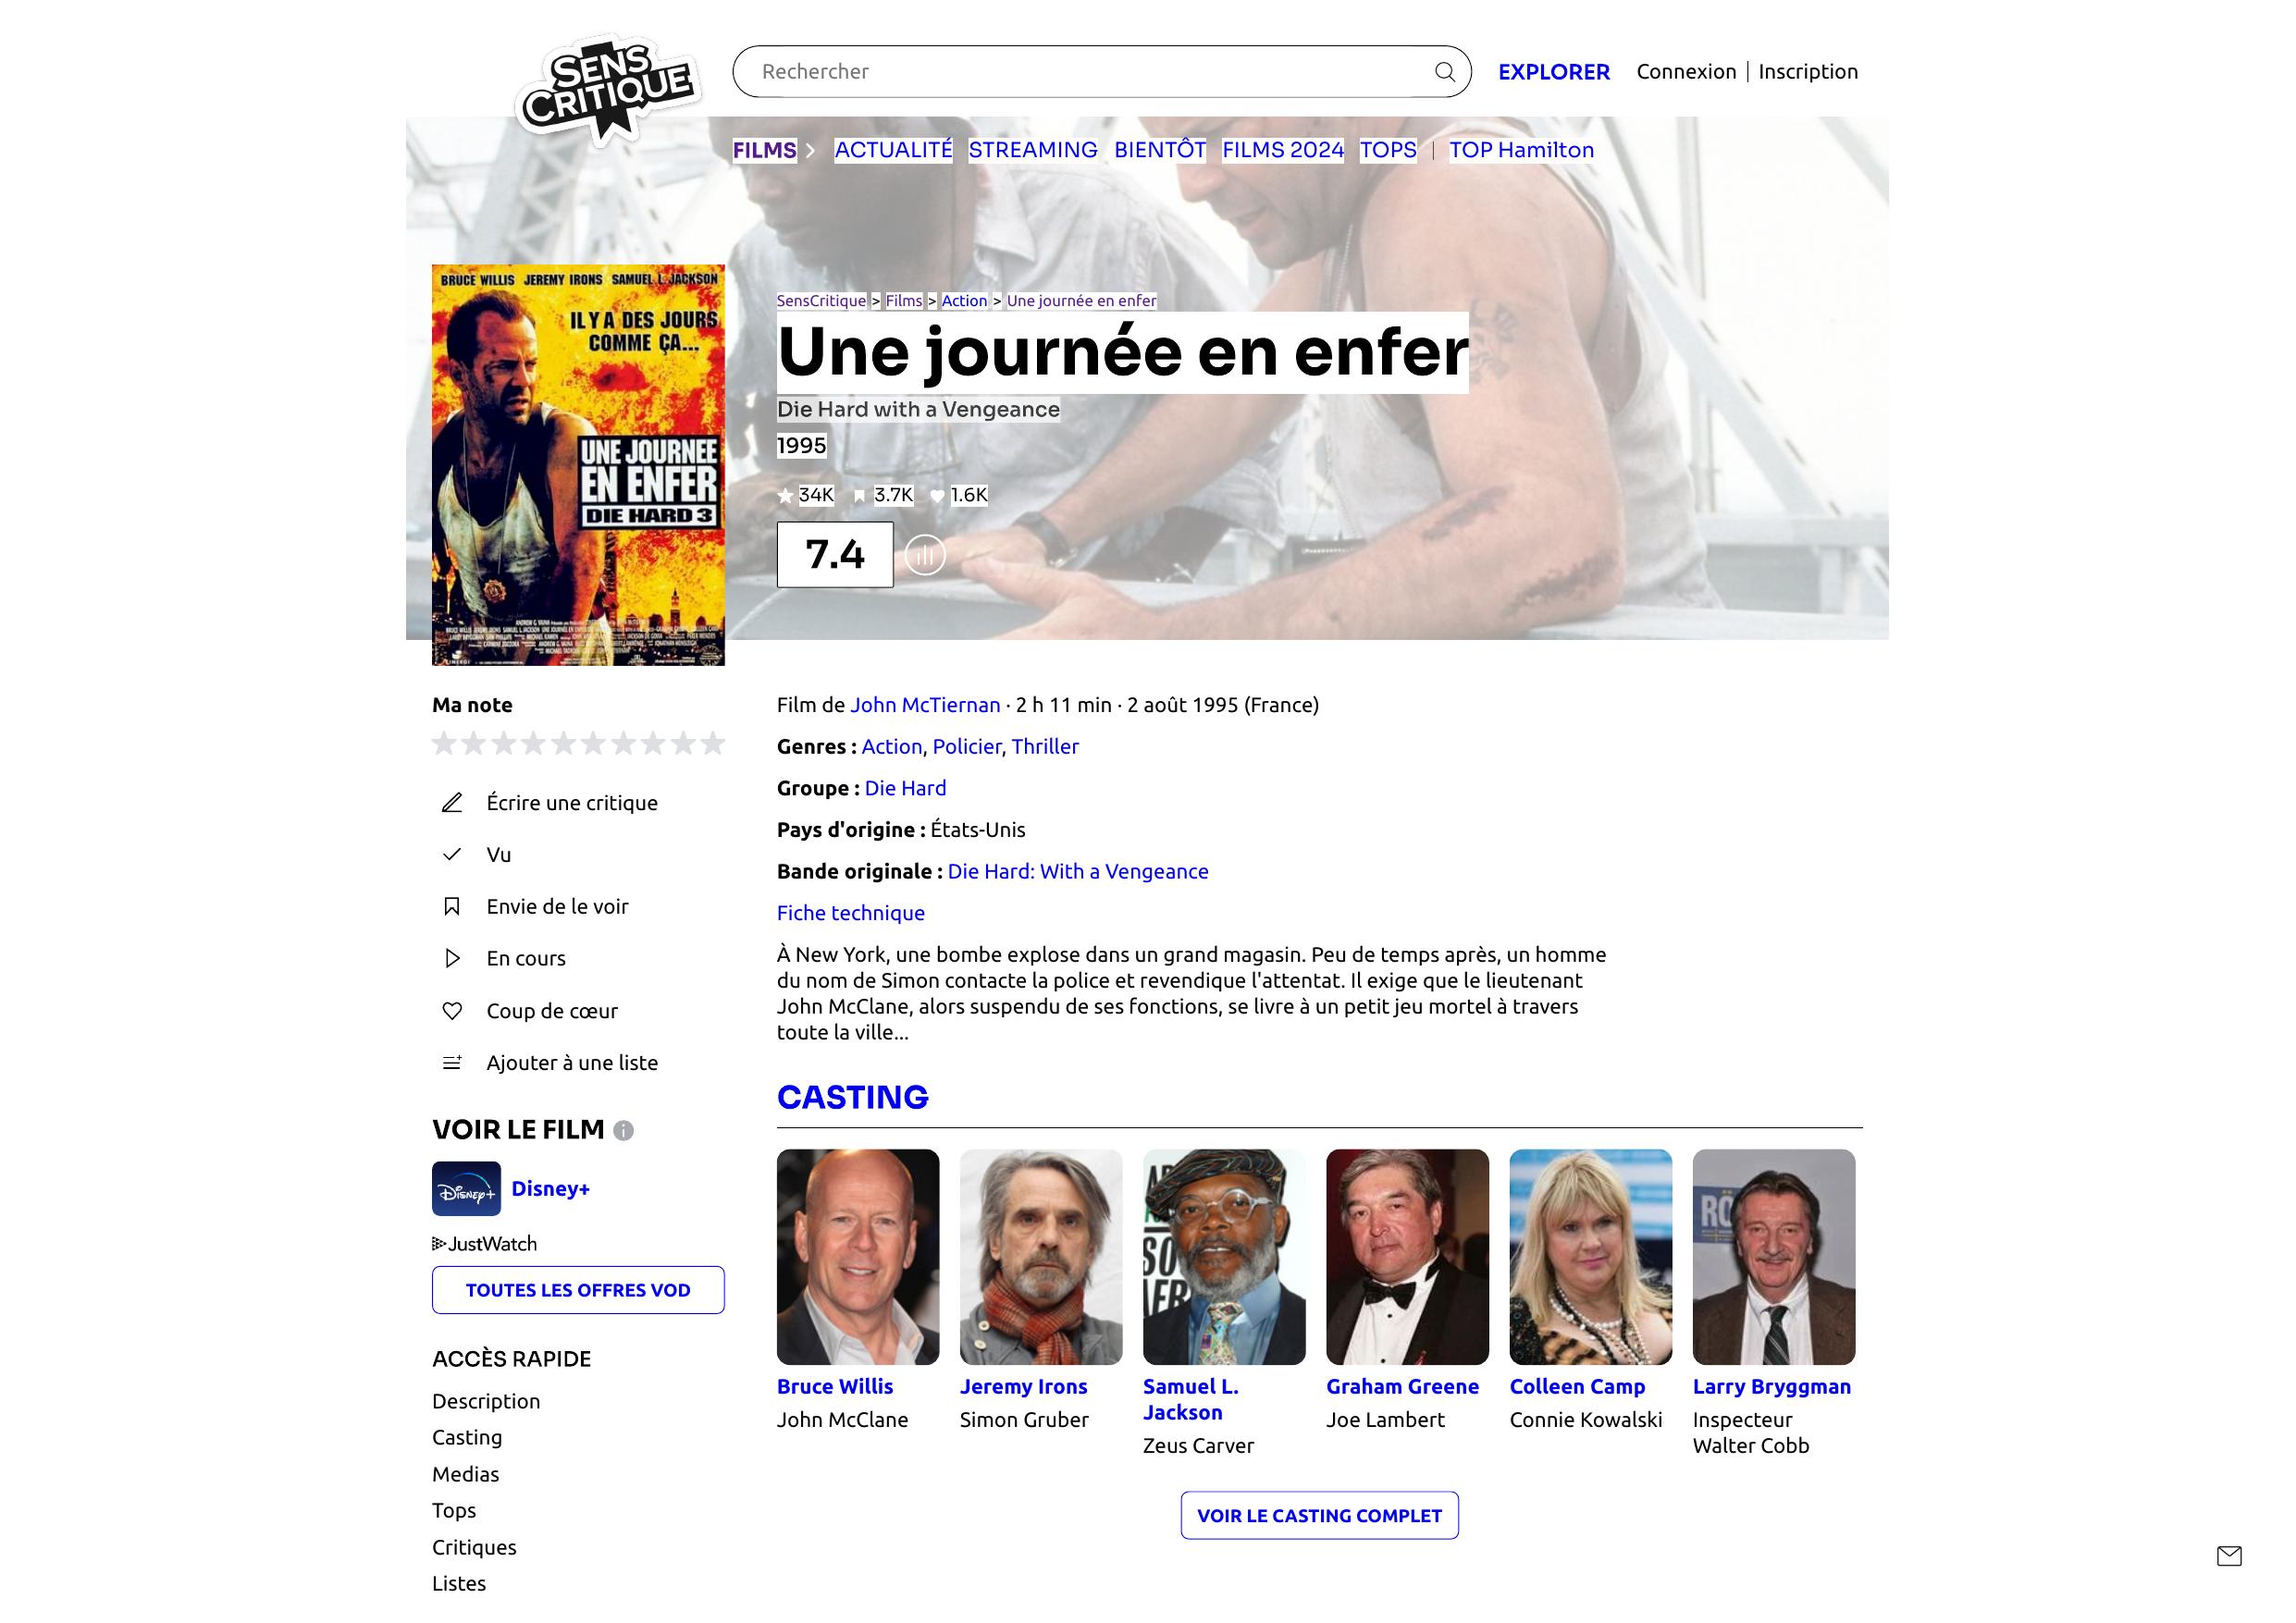 SENS
CRITIQUE
Rechercher
EXPLORER
Connexion | Inscription
FILMS
ACTUALITÉ
STREAMING
BIENTÔT
FILMS 2024
TOPS
|
TOP Hamilton
BRUCE WILLIS JEREMY IRONS SAMUEL L. JACKSON
IL Y A DES JOURS
COMME ÇA...
UNE JOURNEE
EN ENFER
DIE HARD 3
SensCritique > Films > Action > Une journée en enfer
Une journée en enfer
Die Hard with a Vengeance
1995
34K 3.7K 1.6K
7.4
Ma note
Écrire une critique
Vu
Envie de le voir
En cours
Coup de cœur
Ajouter à une liste
VOIR LE FILM
Disney+
Disney+
JustWatch
TOUTES LES OFFRES VOD
ACCÈS RAPIDE
Description
Casting
Medias
Tops
Critiques
Listes
Film de John McTiernan · 2 h 11 min · 2 août 1995 (France)
Genres : Action, Policier, Thriller
Groupe : Die Hard
Pays d'origine : États-Unis
Bande originale : Die Hard: With a Vengeance
Fiche technique
À New York, une bombe explose dans un grand magasin. Peu de temps après, un homme
du nom de Simon contacte la police et revendique l'attentat. Il exige que le lieutenant
John McClane, alors suspendu de ses fonctions, se livre à un petit jeu mortel à travers
toute la ville...
CASTING
Bruce Willis
John McClane
Jeremy Irons
Simon Gruber
Samuel L.
Jackson
Zeus Carver
Graham Greene
Joe Lambert
Colleen Camp
Connie Kowalski
Larry Bryggman
Inspecteur
Walter Cobb
VOIR LE CASTING COMPLET